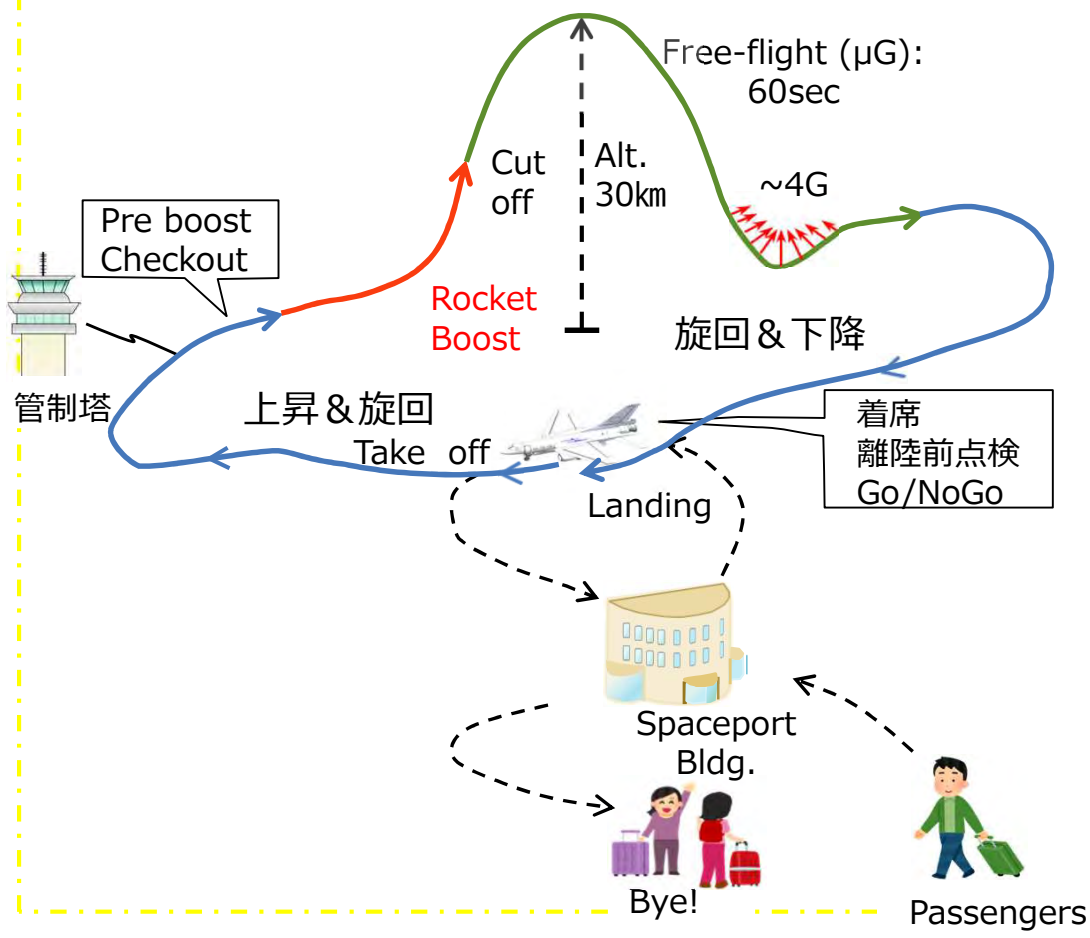 Free-flight (μG):
60sec
Cut
off
Alt.
30㎞
~4G
Pre boost
Checkout
Rocket
Boost
旋回＆下降
管制塔
上昇＆旋回
Take off
着席
離陸前点検
Go/NoGo
Landing
Spaceport
Bldg.
Bye!
Passengers